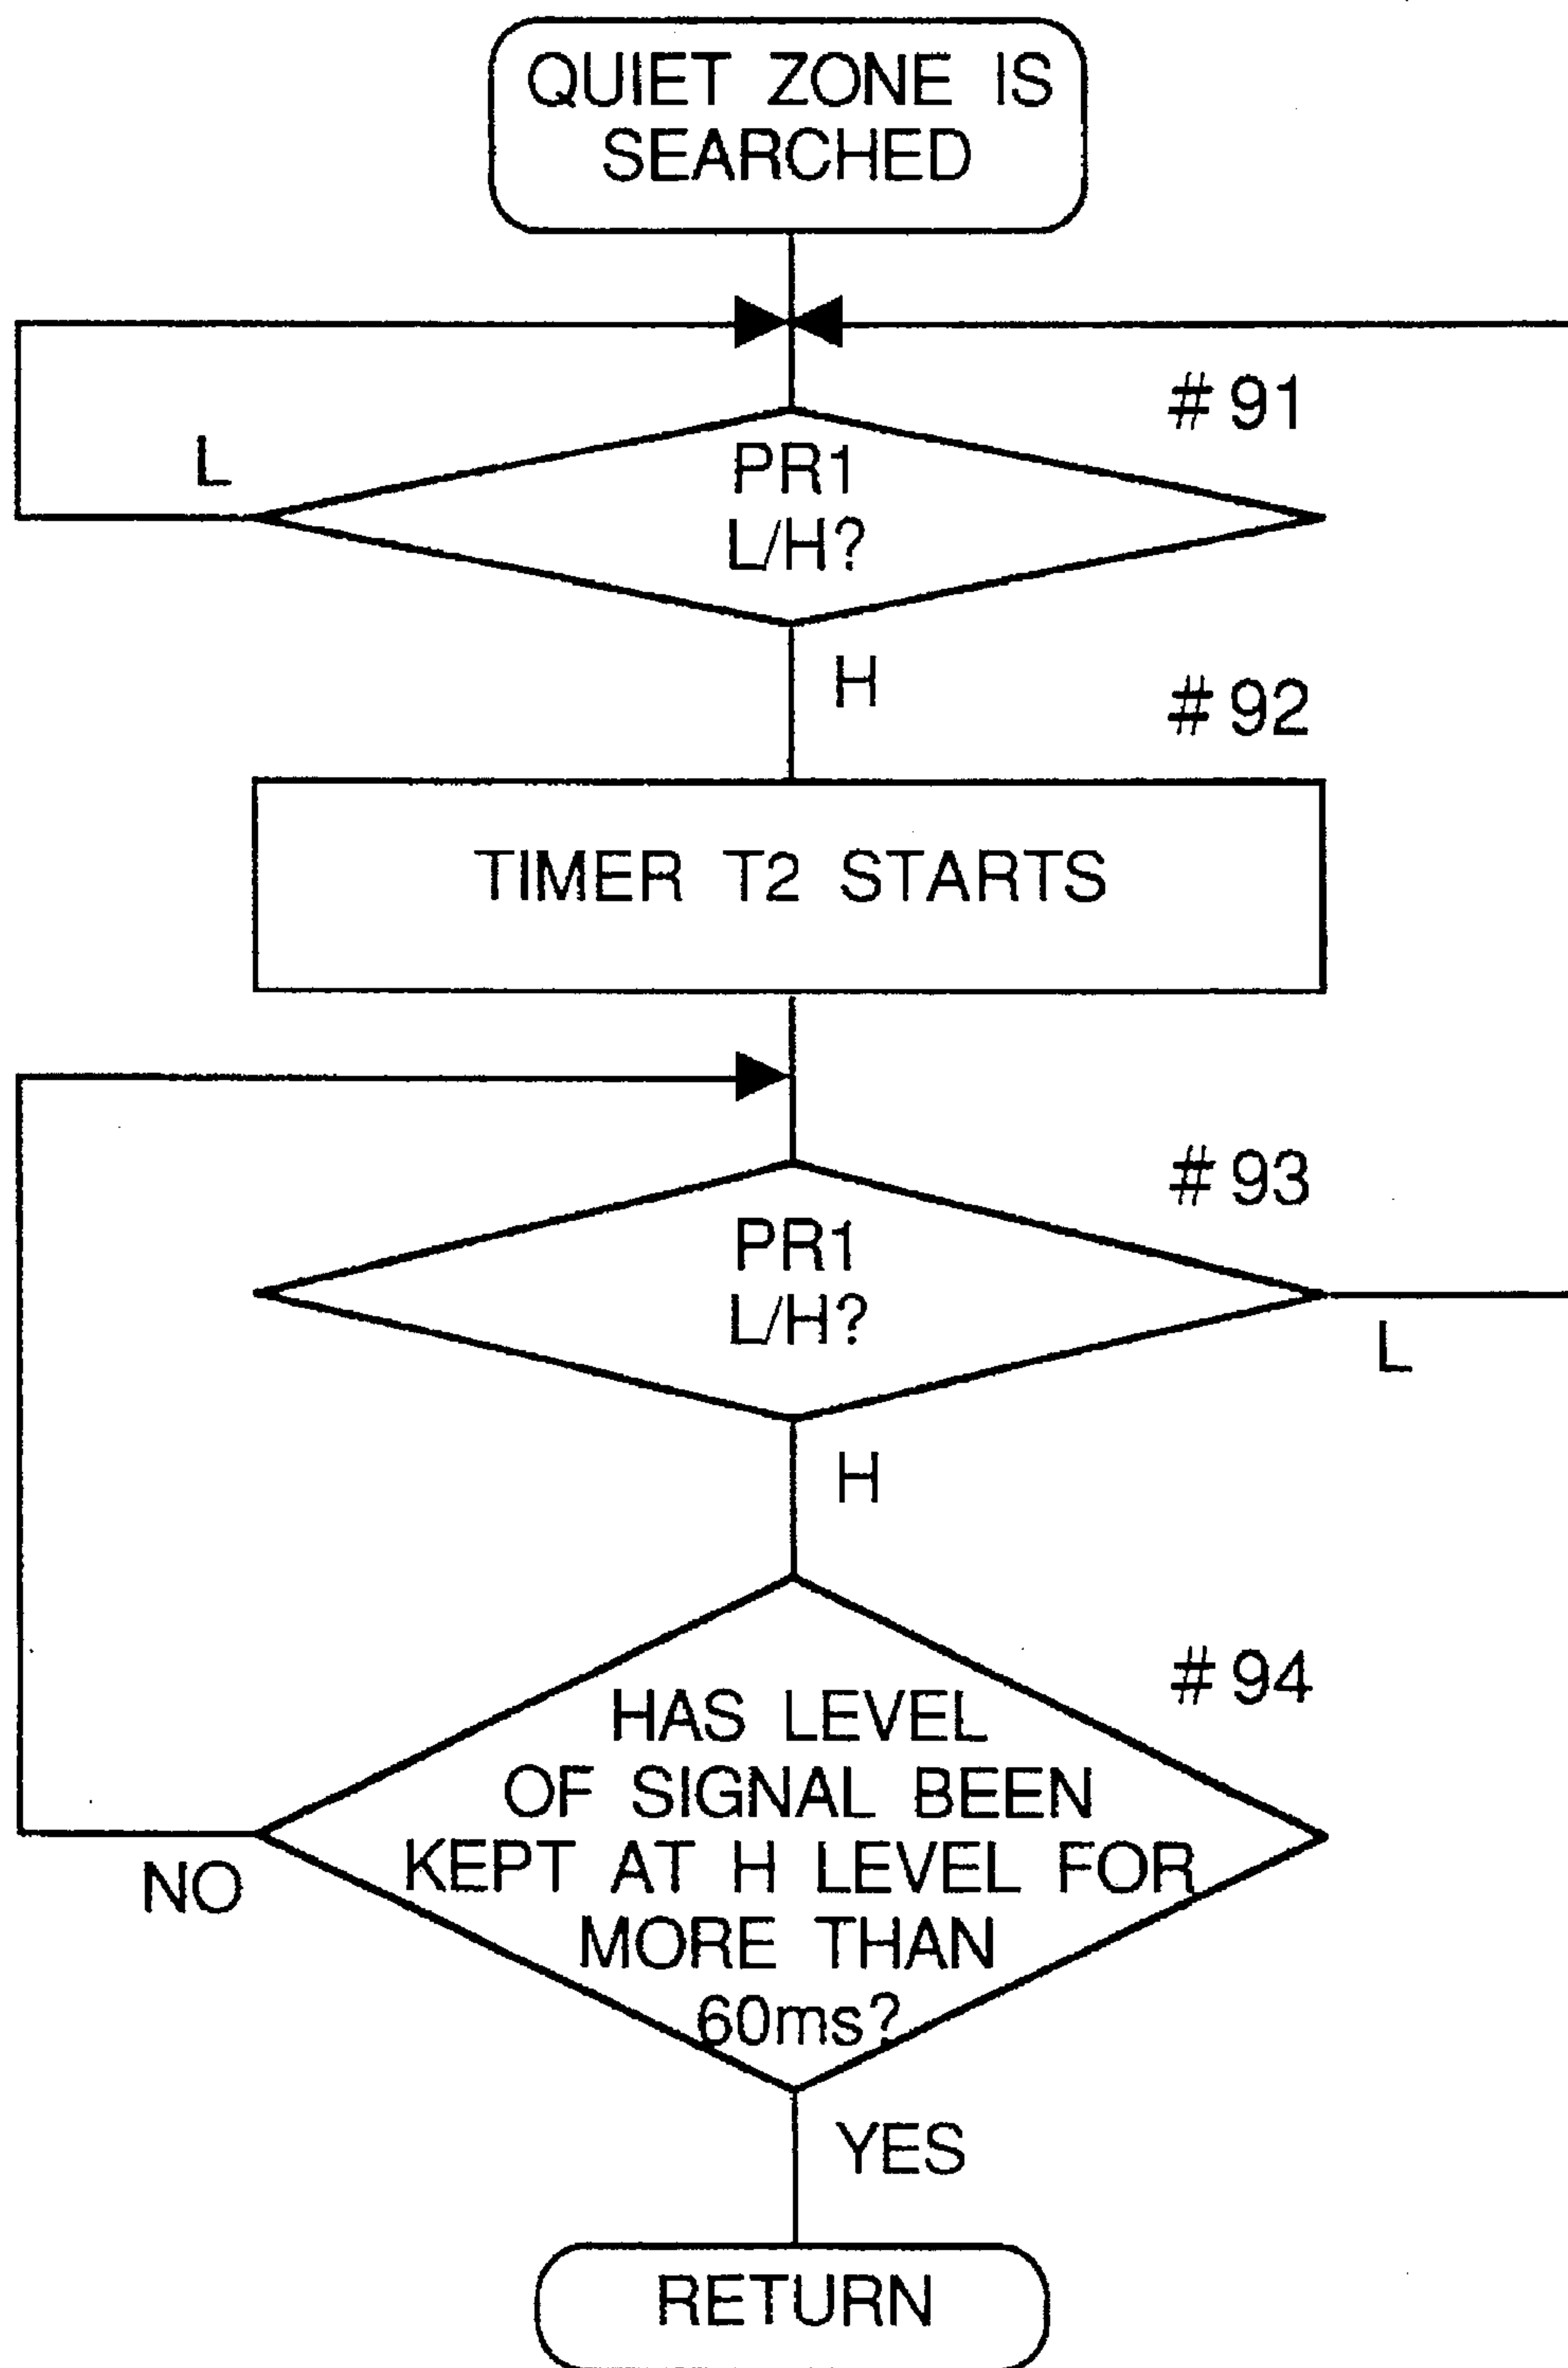 QUIET ZONE IS
SEARCHED
# 91
L
PR1
L/H?
H
# 92
TIMER T2 STARTS
# 93
PR1
L/H?
L
H
# 94
HAS LEVEL
OF SIGNAL BEEN
KEPT AT H LEVEL FOR
MORE THAN
60ms?
NO
YES
RETURN